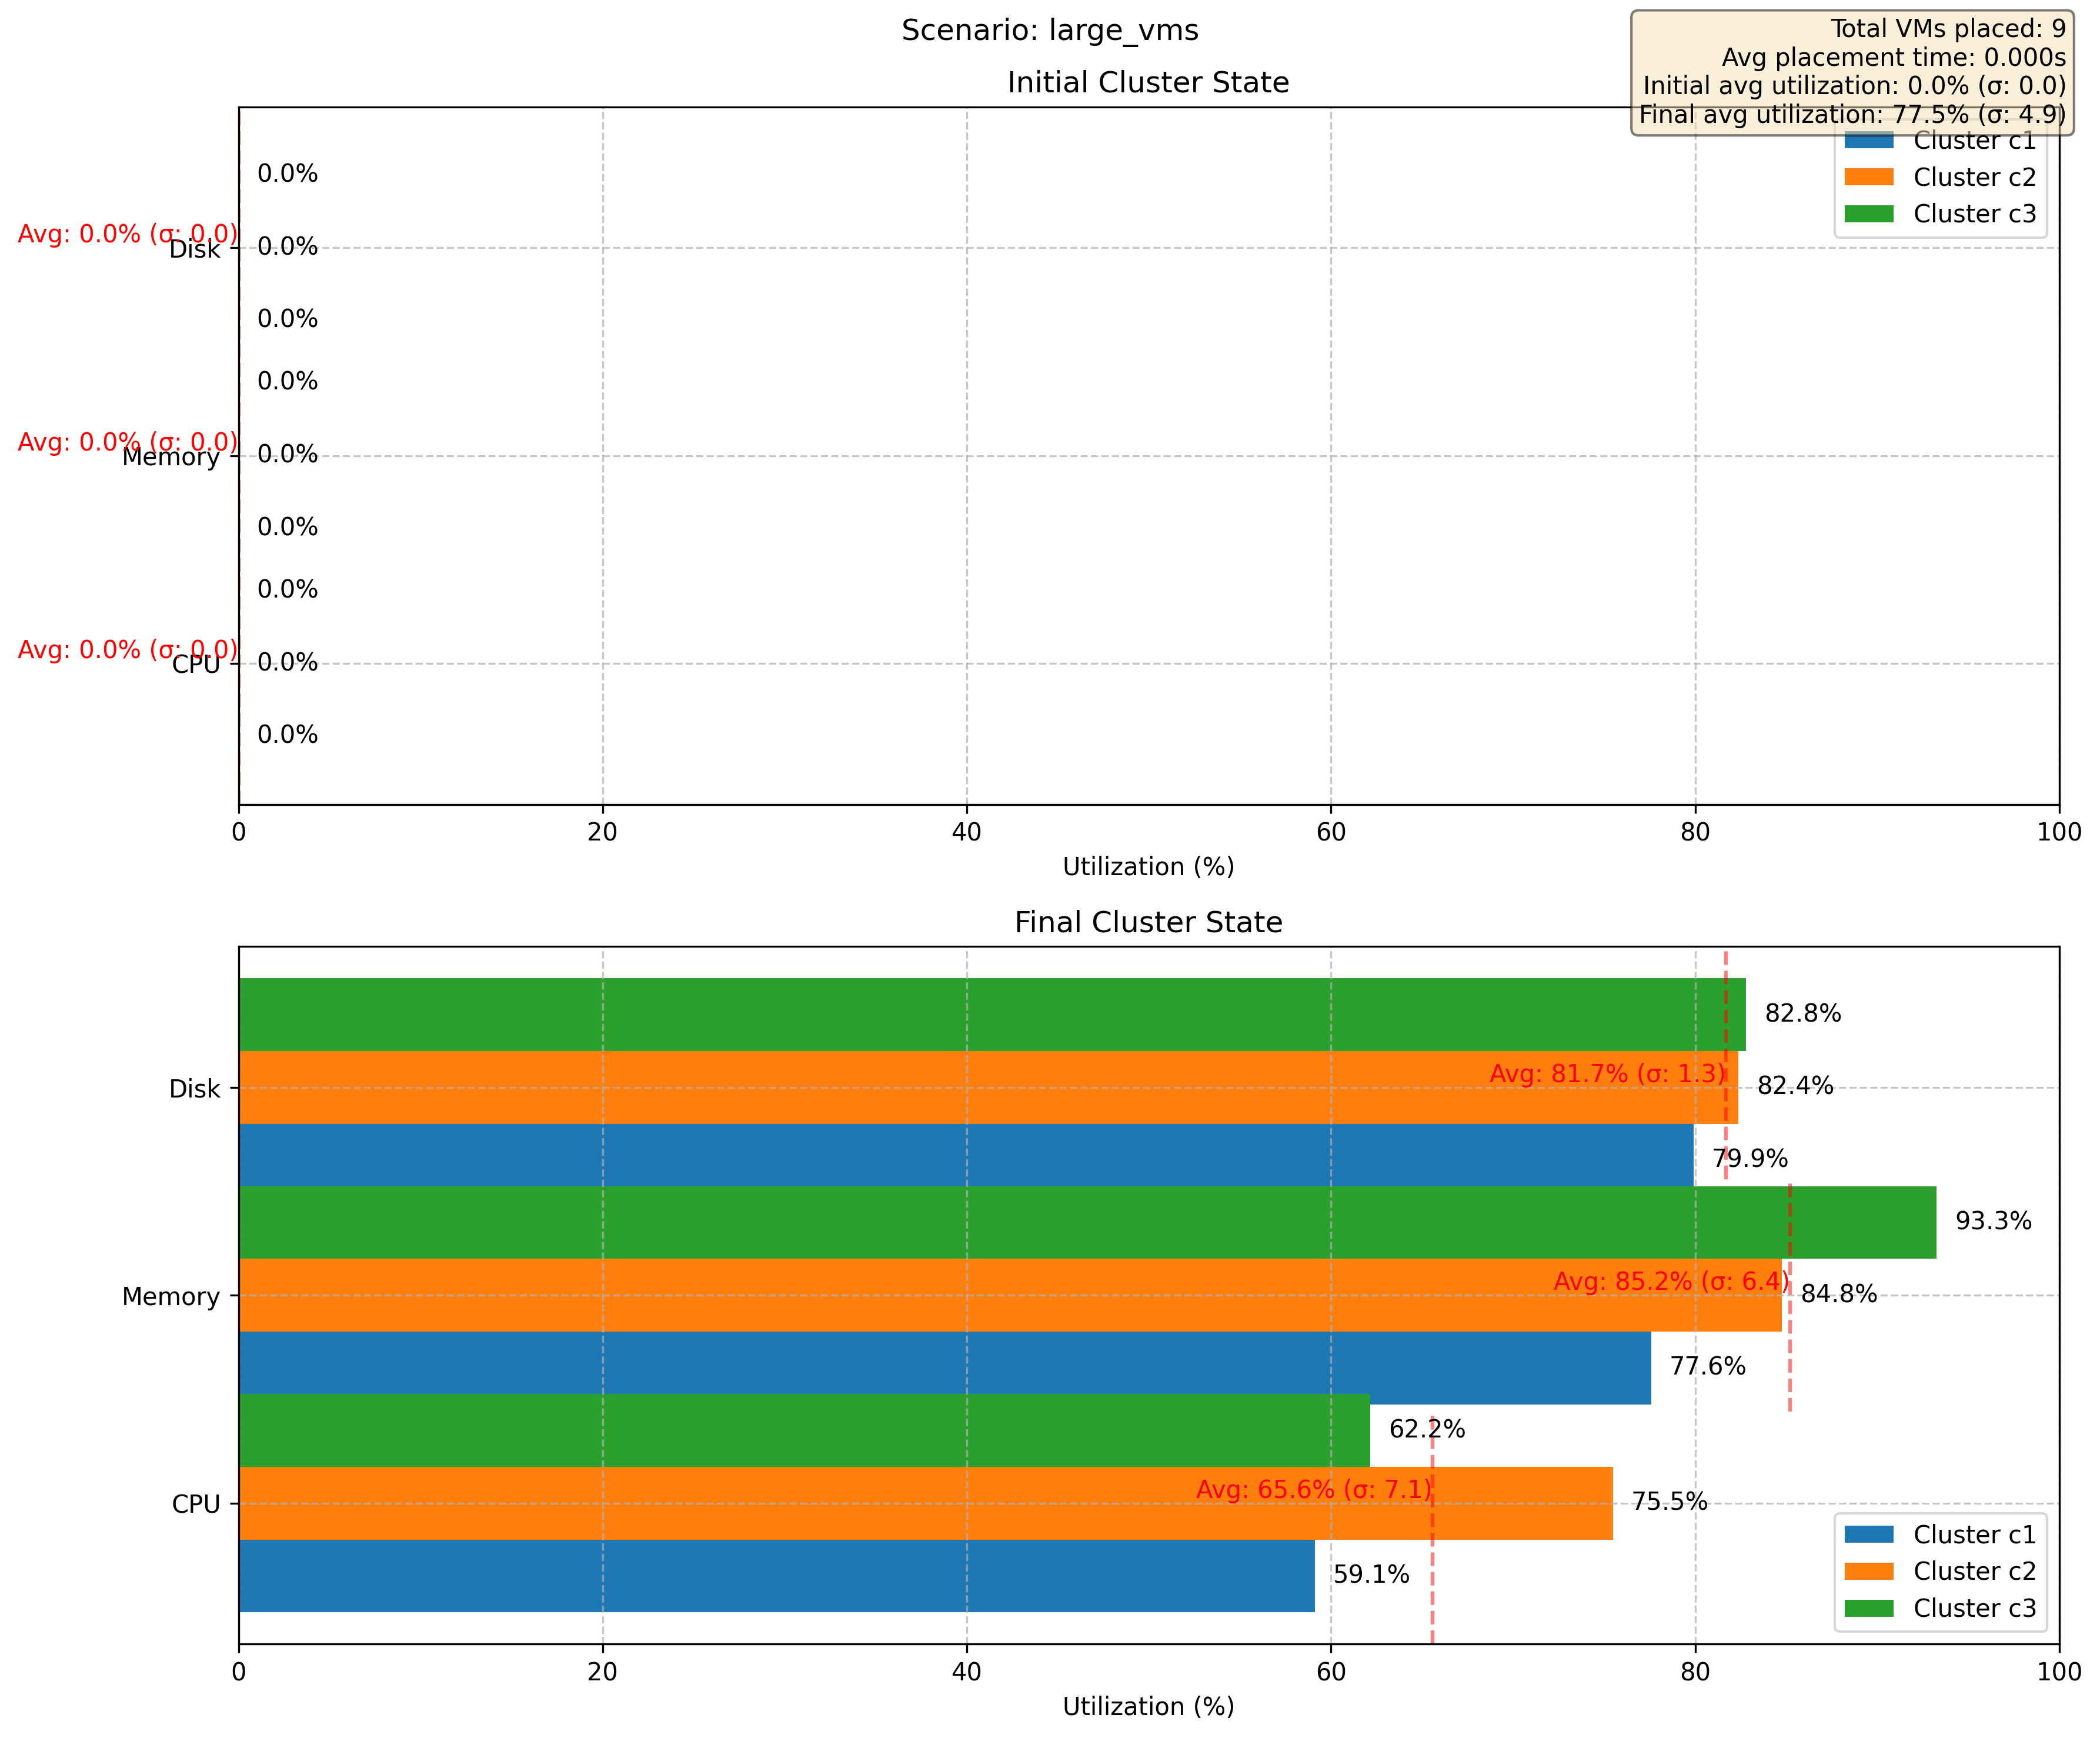 Scenario: large_vms
Total VMs placed: 9
Avg placement time: 0.000s
Initial avg utilization: 0.0% (σ: 0.0)
Final avg utilization: 77.5% (σ: 4.9)
Initial Cluster State
Cluster c1
Cluster c2
Cluster c3
0.0%
Avg: 0.0% (σ: 0.0)
Disk
0.0%
0.0%
0.0%
Avg: 0.0% (σ: 0.0)
Memory
0.0%
0.0%
0.0%
Avg: 0.0% (σ: 0.0)
CPU
0.0%
0.0%
0 20 40 60 80 100
Utilization (%)
Final Cluster State
82.8%
Avg: 81.7% (σ: 1.3)
Disk
82.4%
79.9%
93.3%
Avg: 85.2% (σ: 6.4)
Memory
84.8%
77.6%
62.2%
Avg: 65.6% (σ: 7.1)
CPU
75.5%
59.1%
Cluster c1
Cluster c2
Cluster c3
0 20 40 60 80 100
Utilization (%)